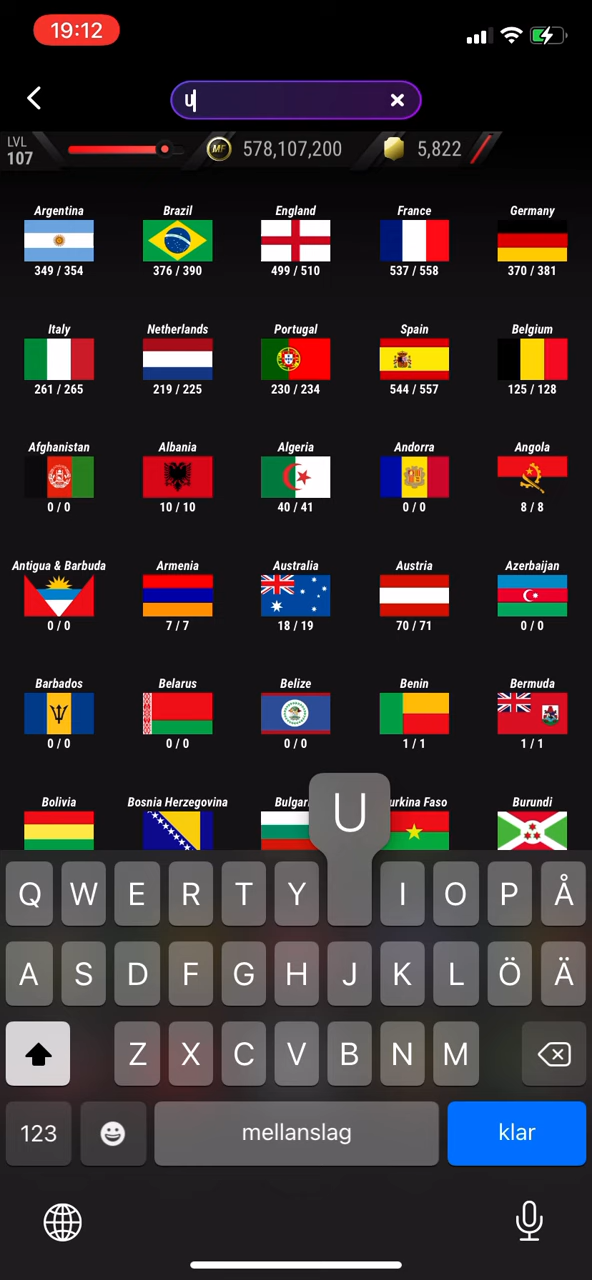 19:12
u
LVL
107
MF
578,107,200
5,822
Argentina
Brazil
England
France
Germany
349 / 354
376 / 390
499 / 510
537 / 558
370 / 381
Italy
Netherlands
Portugal
Spain
Belgium
261 / 265
219 / 225
230 / 234
544 / 557
125 / 128
Afghanistan
Albania
Algeria
Andorra
Angola
0 / 0
10 / 10
40 / 41
0 / 0
8 / 8
Antigua & Barbuda
Armenia
Australia
Austria
Azerbaijan
0 / 0
7 / 7
18 / 19
70 / 71
0 / 0
Barbados
Belarus
Belize
Benin
Bermuda
0 / 0
0 / 0
0 / 0
1 / 1
1 / 1
Bolivia
Bosnia Herzegovina
Bulgar
urkina Faso
Burundi
U
Q W E R T Y I O P Å
A S D F G H J K L Ö Ä
Z X C V B N M
123
mellanslag
klar